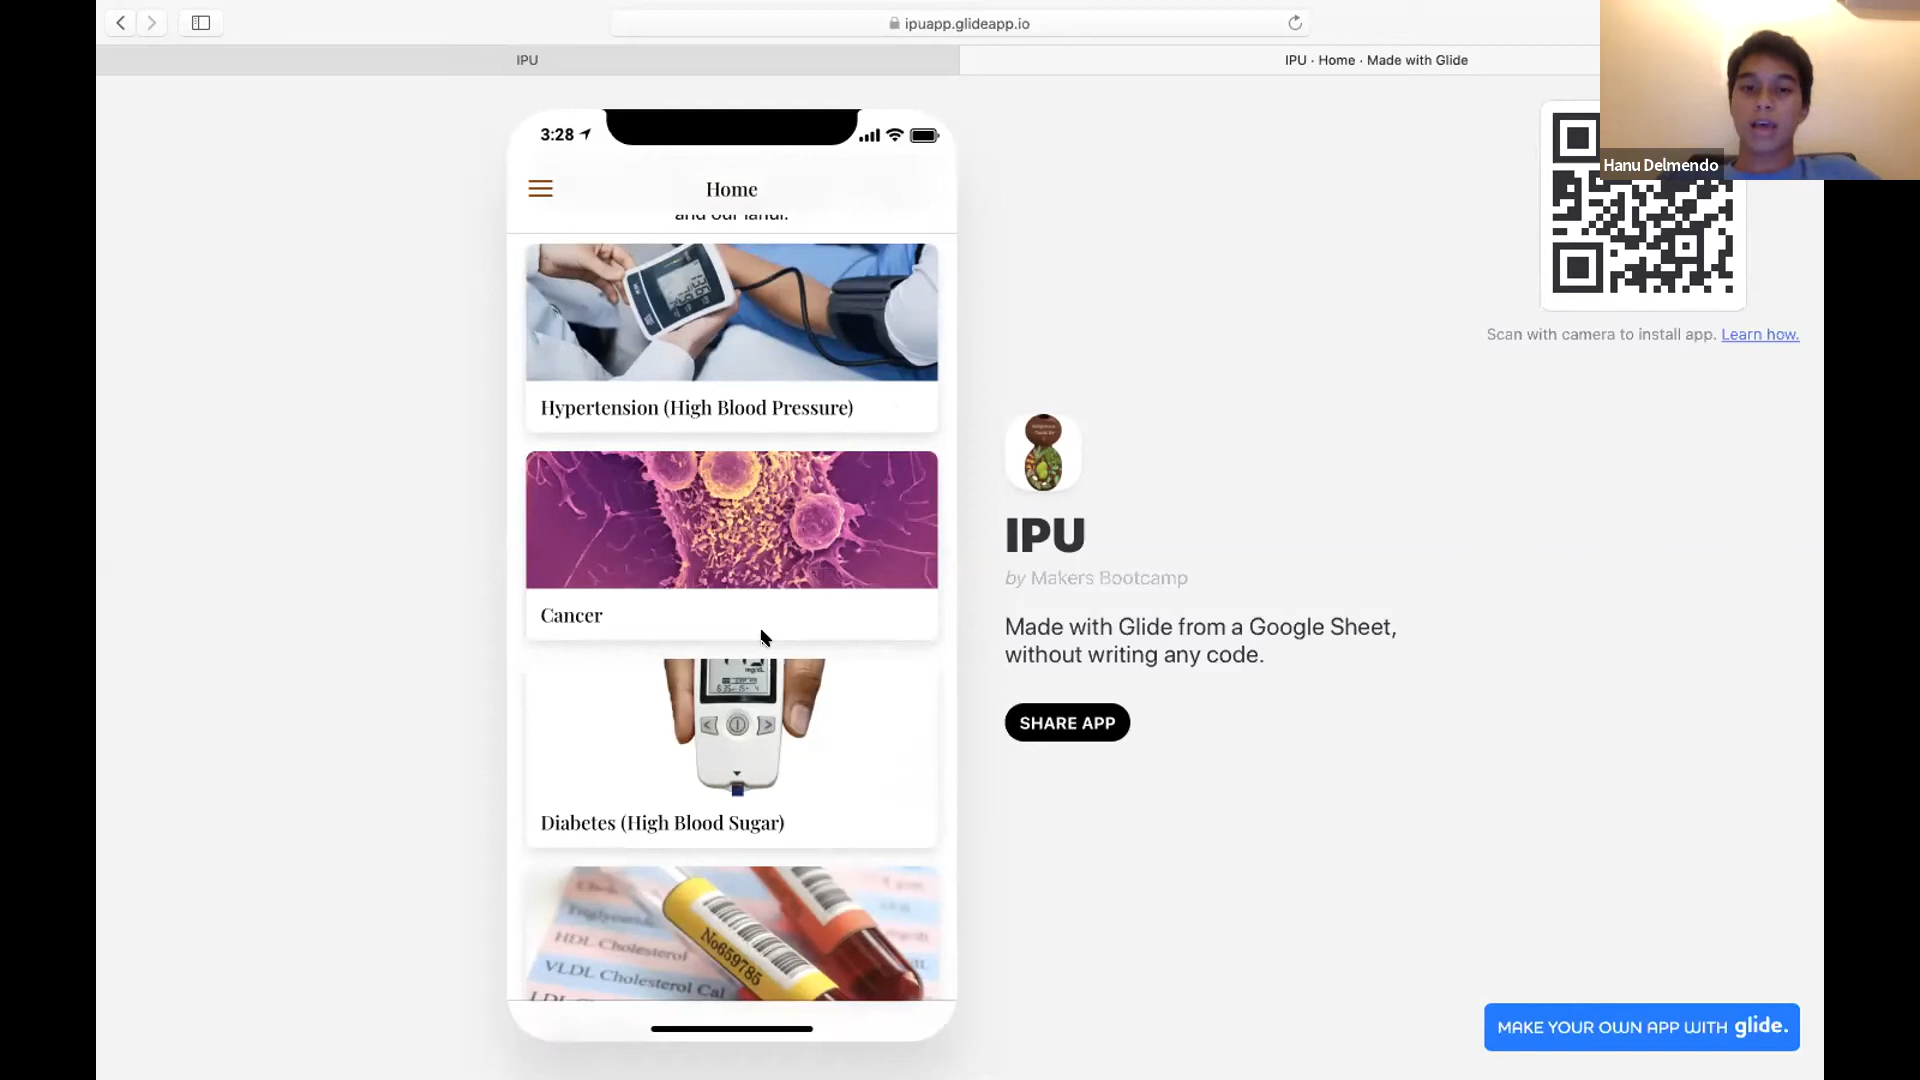 ipuapp.glideapp.io
IPU
IPU · Home · Made with Glide
Hanu Delmendo
3:28
Home
Hypertension (High Blood Pressure)
Cancer
mg/dL
Diabetes (High Blood Sugar)
HDL Cholesterol
VLDL Cholesterol Cal
No659785
Scan with camera to install app. Learn how.
IPU
by Makers Bootcamp
Made with Glide from a Google Sheet,
without writing any code.
SHARE APP
MAKE YOUR OWN APP WITH glide.